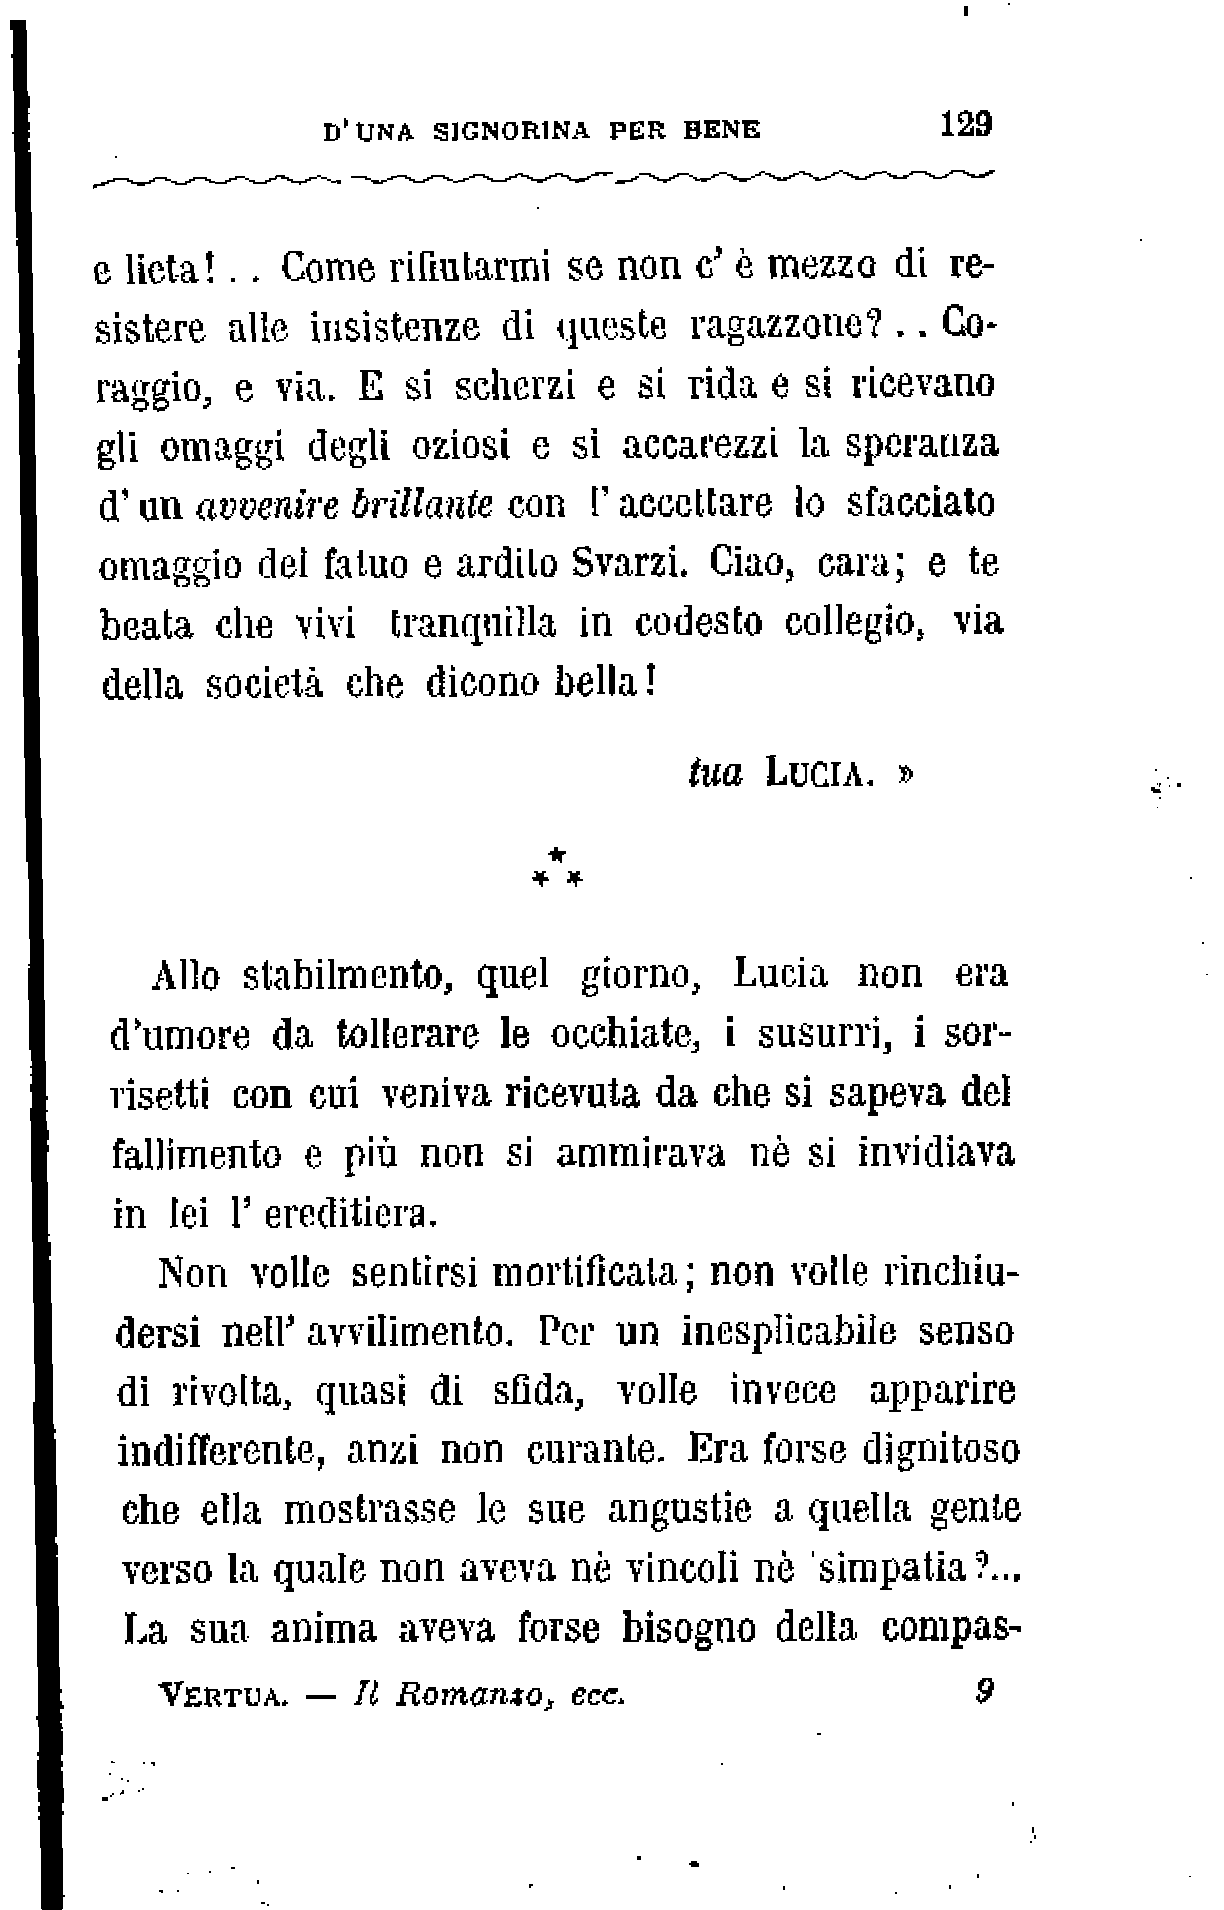 D'UNA SIGNORINA PER BENE 129
e lieta! . . Come rifiutarmi se non c' è mezzo di re-
sistere alle insistenze di queste ragazzone? . . Co-
raggio, e via. E si scherzi e si rida e si ricevano
gli omaggi degli oziosi e si accarezzi la speranza
d' un avvenire brillante con l' accettare lo sfacciato
omaggio del fatuo e ardito Svarzi. Ciao, cara; e te
beata che vivi tranquilla in codesto collegio, via
della società che dicono bella!
tua LUCIA. »
*
* *
Allo stabilmento, quel giorno, Lucia non era
d'umore da tollerare le occhiate, i susurri, i sor-
risetti con cui veniva ricevuta da che si sapeva del
fallimento e più non si ammirava nè si invidiava
in lei l' ereditiera.
Non volle sentirsi mortificata; non volle rinchiu-
dersi nell' avvilimento. Per un inesplicabile senso
di rivolta, quasi di sfida, volle invece apparire
indifferente, anzi non curante. Era forse dignitoso
che ella mostrasse le sue angustie a quella gente
verso la quale non aveva nè vincoli nè simpatia?...
La sua anima aveva forse bisogno della compas-
VERTUA. — Il Romanzo, ecc. 9